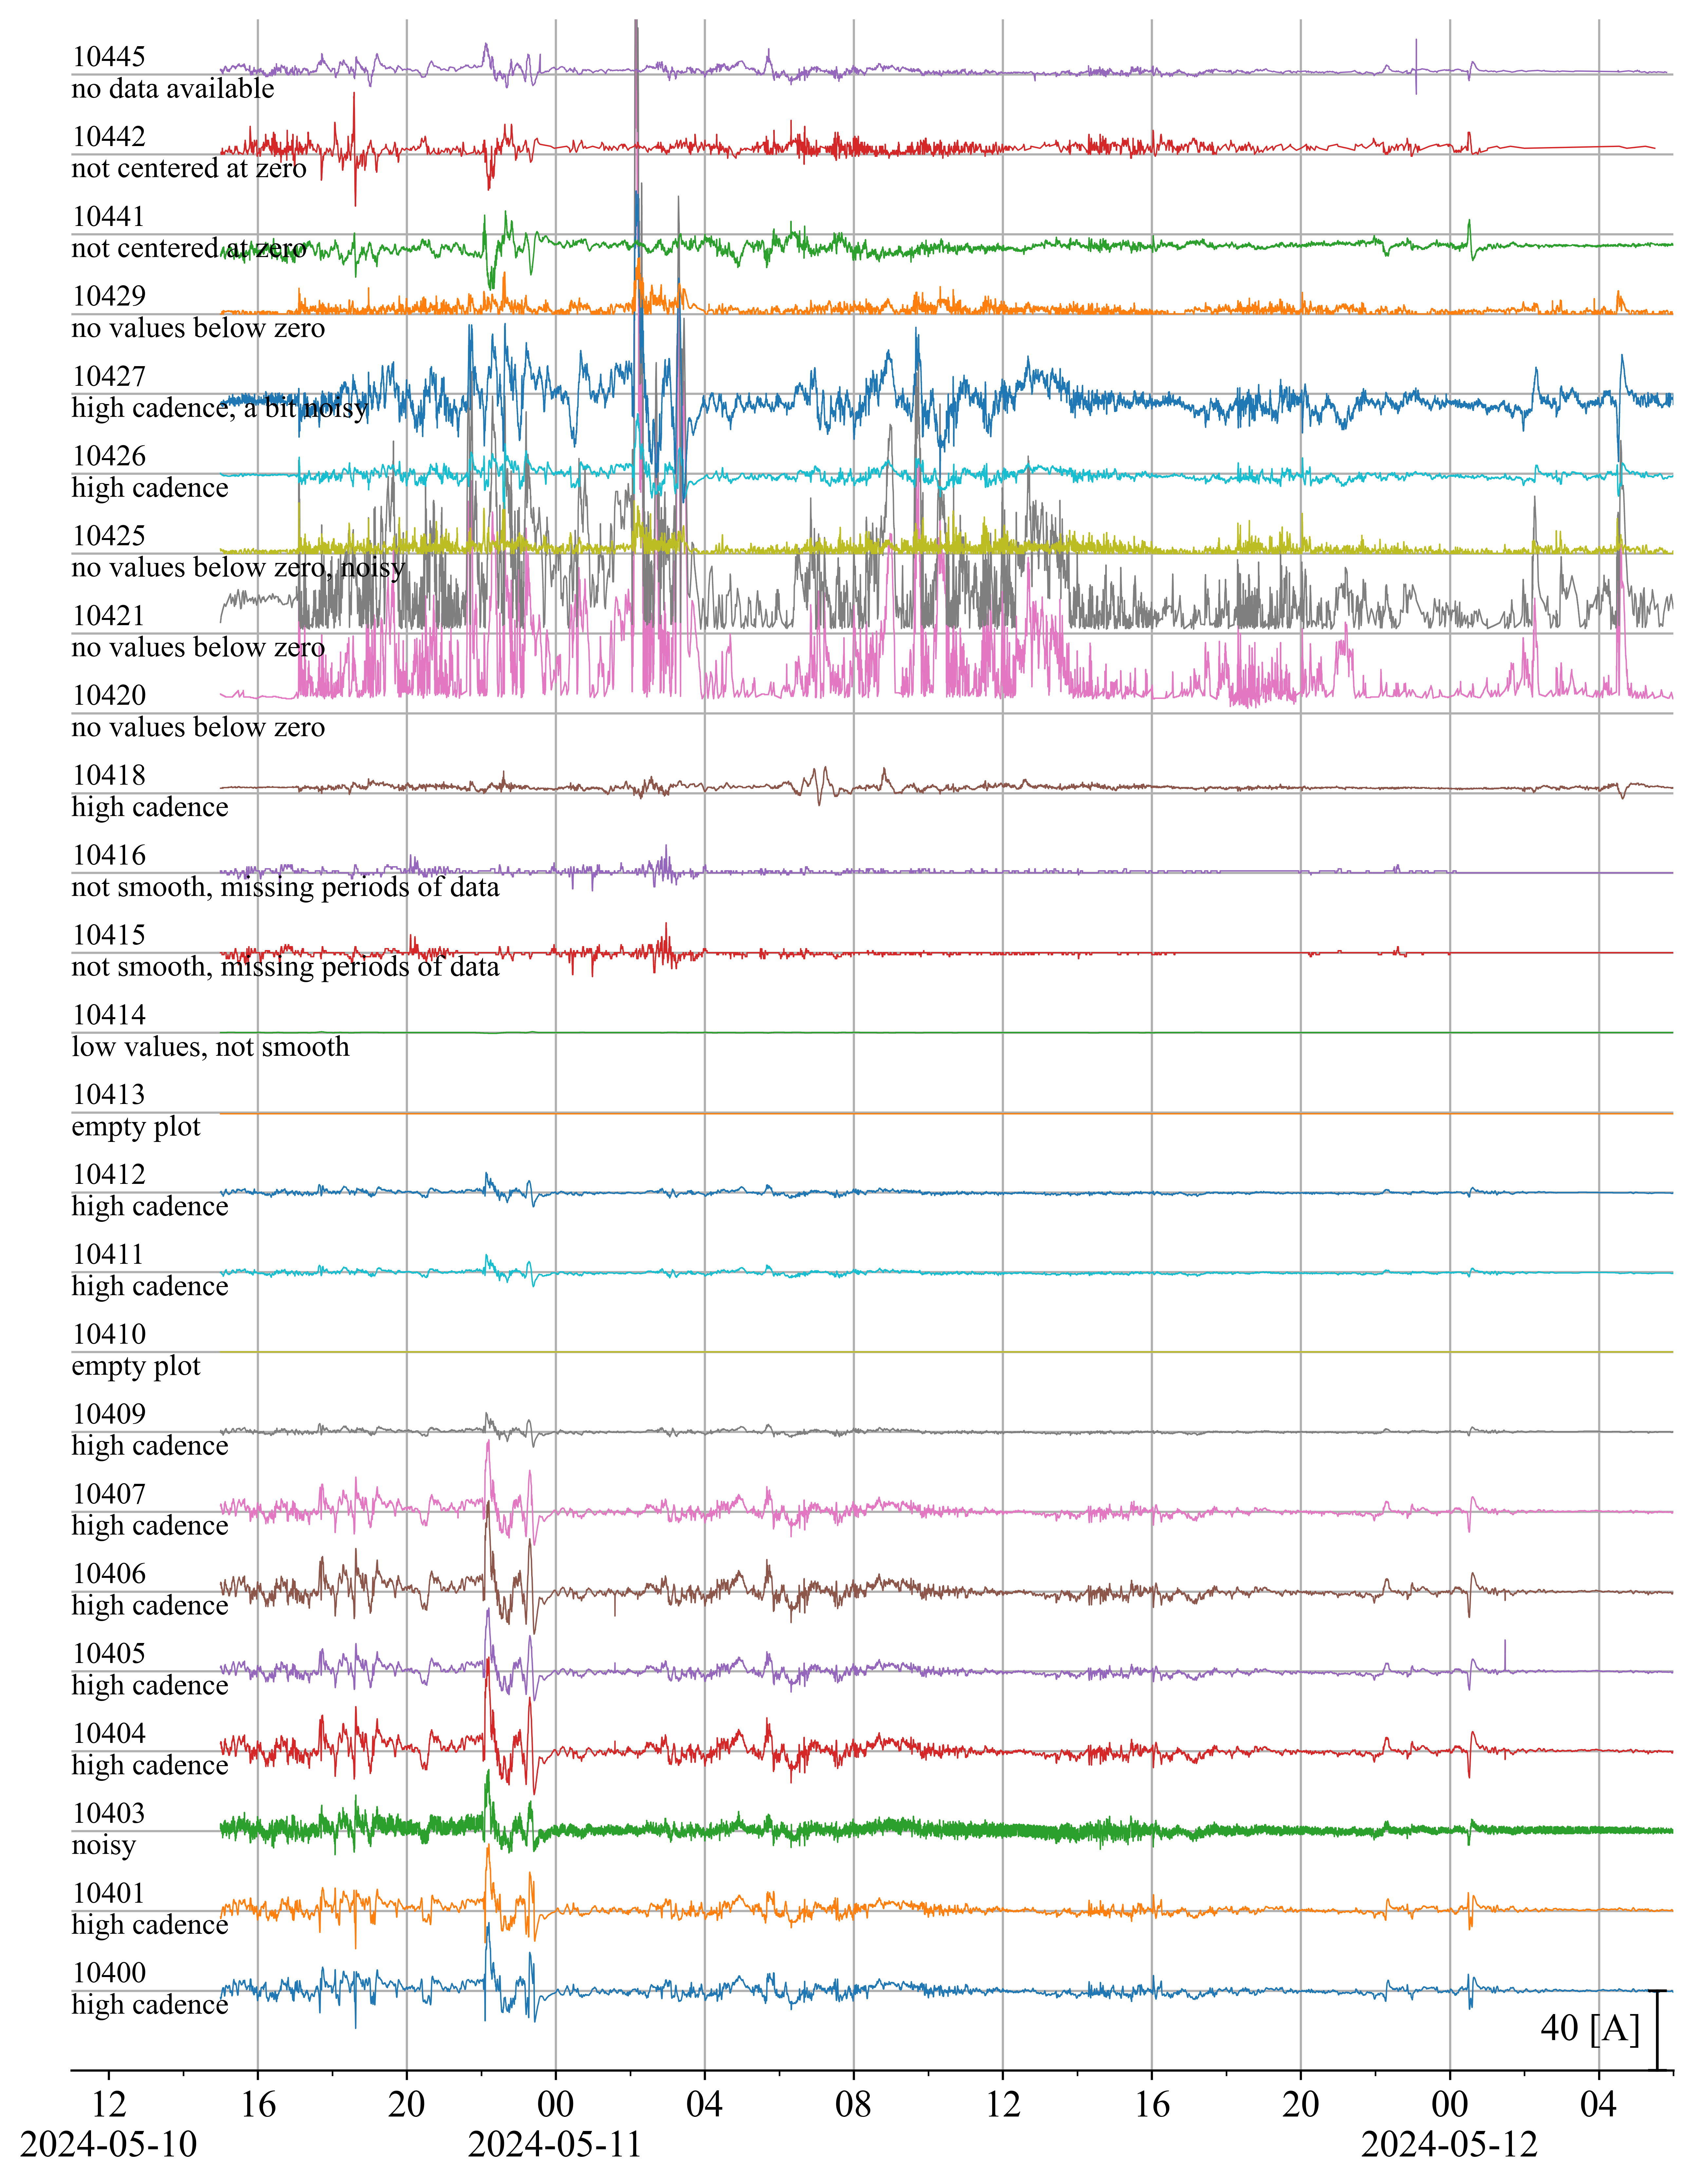 10445
no data available
10442
not centered at zero
10441
not centered at zero
10429
no values below zero
10427
high cadence, a bit noisy
10426
high cadence
10425
no values below zero, noisy
10421
no values below zero
10420
no values below zero
10418
high cadence
10416
not smooth, missing periods of data
10415
not smooth, missing periods of data
10414
low values, not smooth
10413
empty plot
10412
high cadence
10411
high cadence
10410
empty plot
10409
high cadence
10407
high cadence
10406
high cadence
10405
high cadence
10404
high cadence
10403
noisy
10401
high cadence
10400
high cadence
40 [A]
12 16 20 00 04 08 12 16 20 00 04
2024-05-10 2024-05-11 2024-05-12